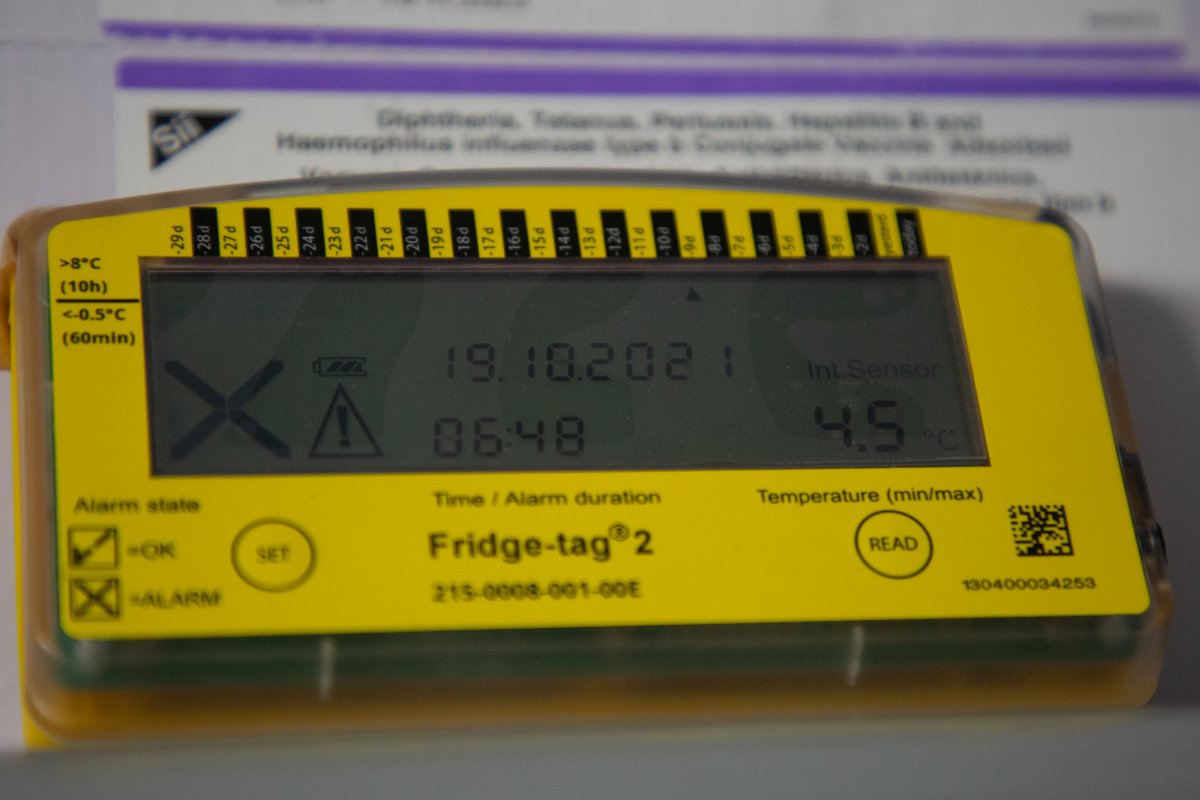 SII
Diphtheria, Tetanus, Pertussis, Hepatitis B and
Haemophilus influenzae type b Conjugate Vaccine Adsorbed
tipo b
-29d -28d -27d -26d -25d -24d -23d -22d -21d -20d -19d -18d -17d -16d -15d -14d -13d -12d -11d -10d -9d -8d -7d -6d -5d -4d -3d -2d yesterd today
>8°C
(10h)
<-0.5°C
(60min)
19.10.2021
Int.Sensor
06:48
4.5 °C
Alarm state
Time / Alarm duration
Temperature (min/max)
=OK
SET
Fridge-tag® 2
READ
=ALARM
215-0008-001-00E
130400034253